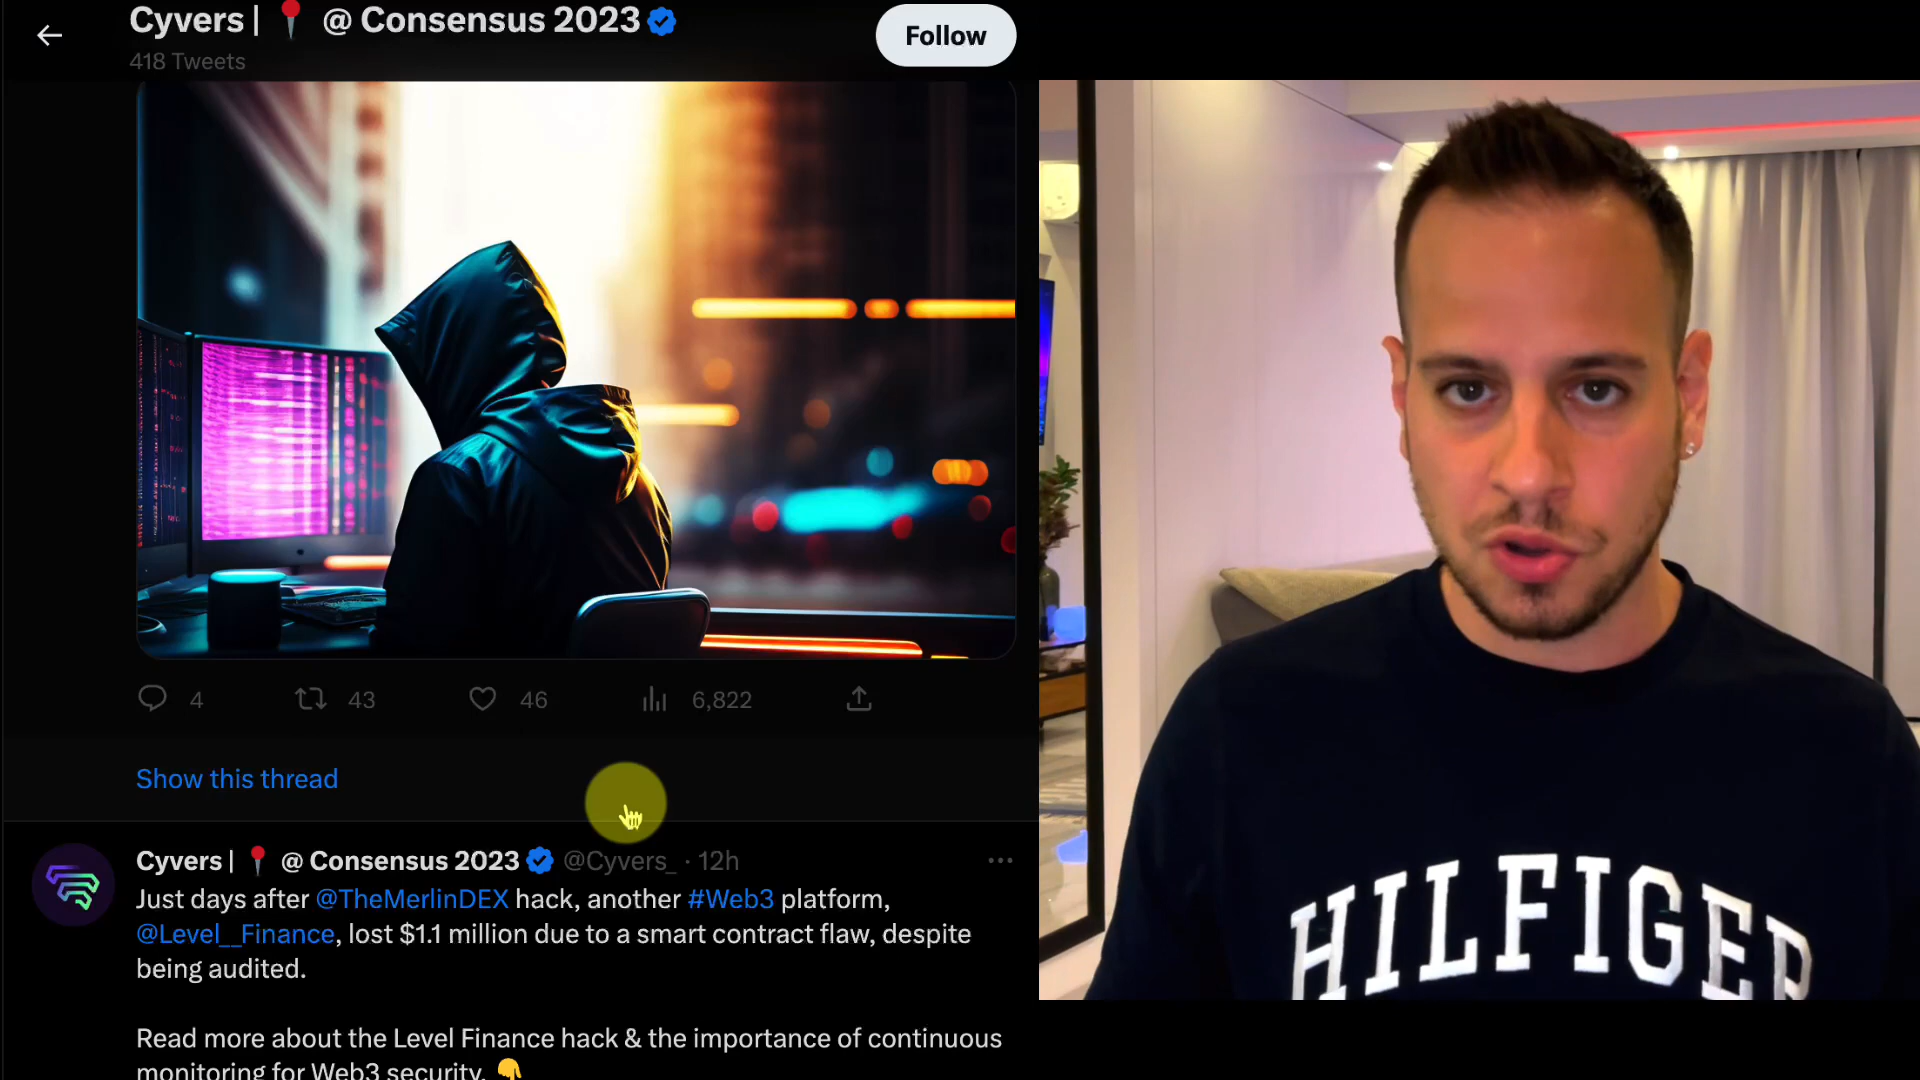 Cyvers | 📍 @ Consensus 2023
418 Tweets
Follow
4 43 46 6,822
Show this thread
Cyvers | 📍 @ Consensus 2023 @Cyvers_ · 12h
Just days after @TheMerlinDEX hack, another #Web3 platform,
@Level__Finance, lost $1.1 million due to a smart contract flaw, despite
being audited.
Read more about the Level Finance hack & the importance of continuous
monitoring for Web3 security. 👇
HILFIGER